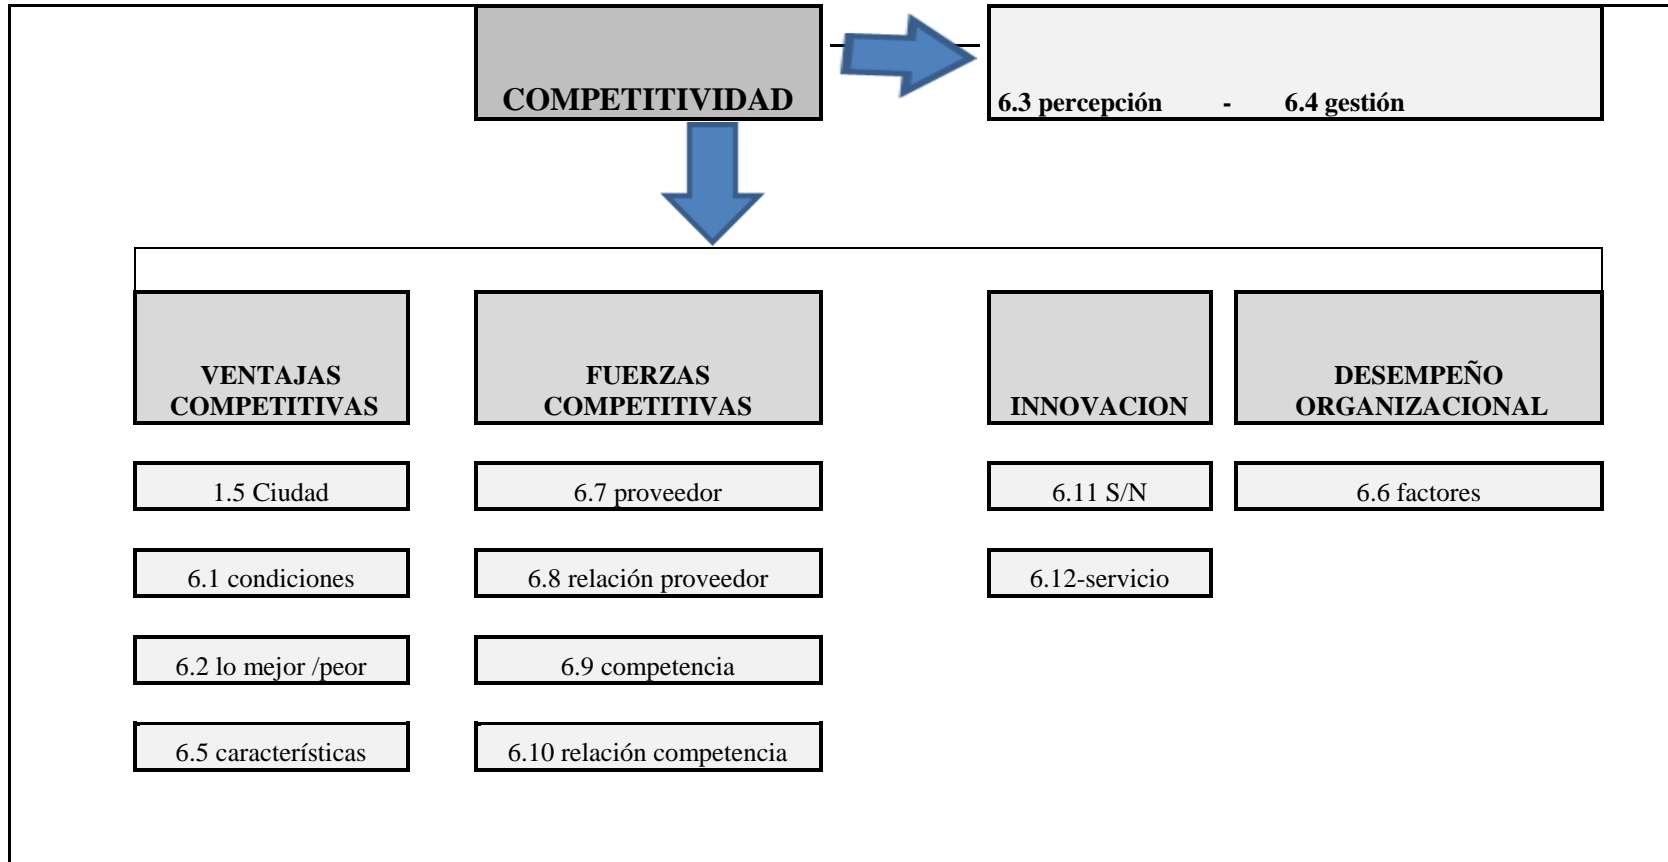 COMPETITIVIDAD
6.3 percepción - 6.4 gestión
VENTAJAS
COMPETITIVAS
FUERZAS
COMPETITIVAS
INNOVACION
DESEMPEÑO
ORGANIZACIONAL
1.5 Ciudad
6.7 proveedor
6.11 S/N
6.6 factores
6.1 condiciones
6.8 relación proveedor
6.12-servicio
6.2 lo mejor /peor
6.9 competencia
6.5 características
6.10 relación competencia